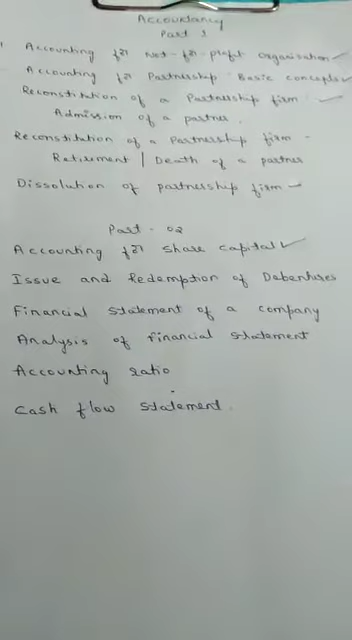 Accountancy
Part 1
Accounting for Not-for-profit organisation ✓
Accounting for Partnership - Basic concepts ✓
Reconstitution of a Partnership firm - ✓
Admission of a partner.
Reconstitution of a Partnership firm -
Retirement | Death of a partner
Dissolution of partnership firm -
Part - 02
Accounting for share capital ✓
Issue and Redemption of Debentures
Financial statement of a company
Analysis of financial statement
Accounting ratio
Cash flow statement.